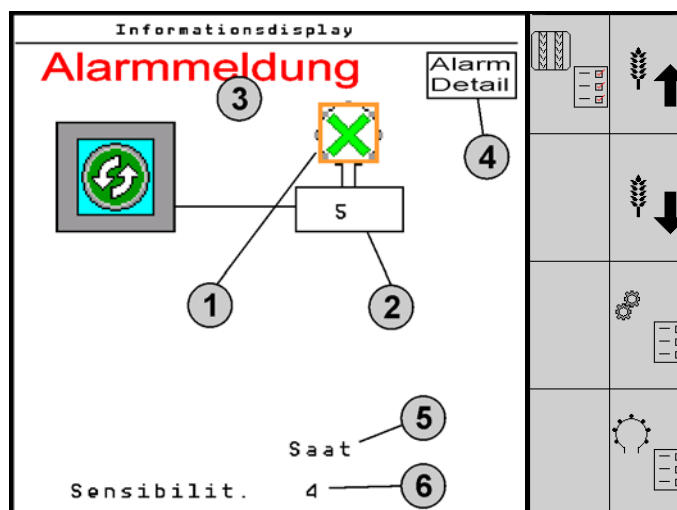 Informationsdisplay
Alarmmeldung
Alarm
Detail
3
4
5
1
2
5
Saat
Sensibilit. 4
6